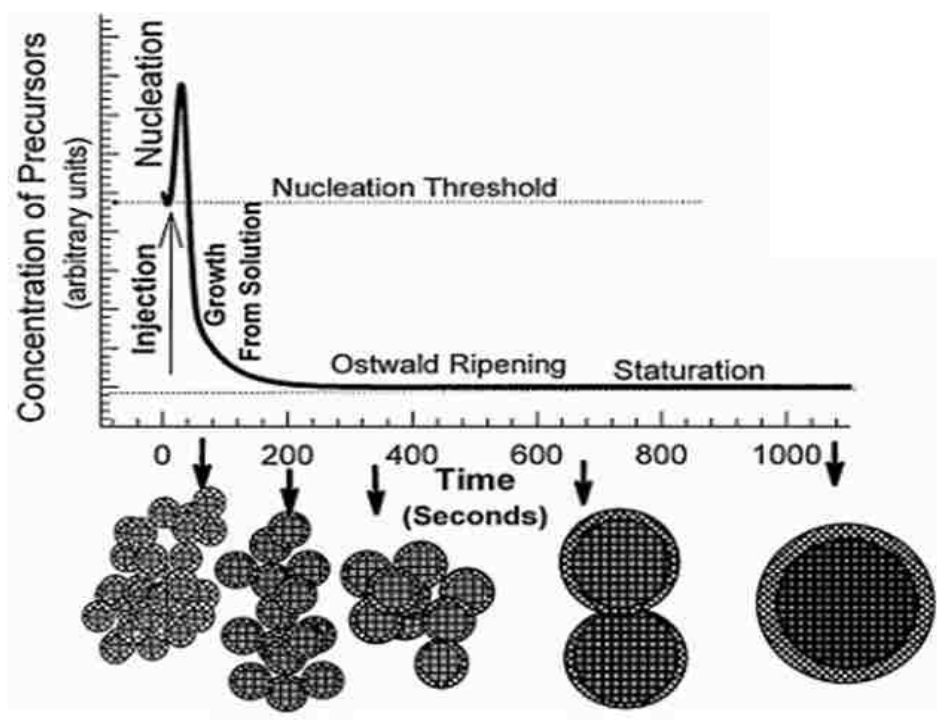 Concentration of Precursors
(arbitrary units)
Nucleation
Nucleation Threshold
Injection
Growth
From Solution
Ostwald Ripening
Staturation
0 200 400 600 800 1000
Time
(Seconds)